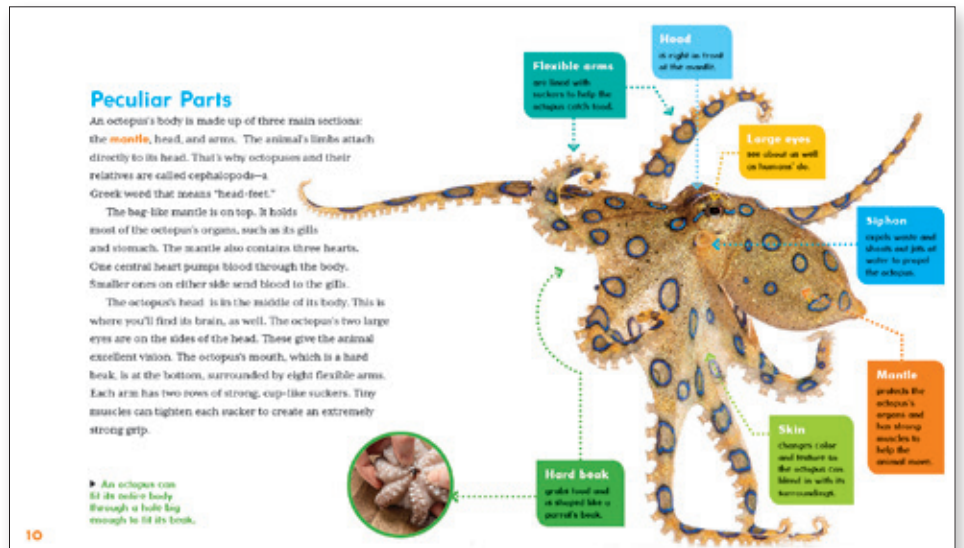 Peculiar Parts
An octopus's body is made up of three main sections:
the mantle, head, and arms. The animal's limbs attach
directly to its head. That's why octopuses and their
relatives are called cephalopods—a
Greek word that means "head-feet."
The bag-like mantle is on top. It holds
most of the octopus's organs, such as its gills
and stomach. The mantle also contains three hearts.
One central heart pumps blood through the body.
Smaller ones on either side send blood to the gills.
The octopus's head is in the middle of its body. This is
where you'll find its brain, as well. The octopus's two large
eyes are on the sides of the head. These give the animal
excellent vision. The octopus's mouth, which is a hard
beak, is at the bottom, surrounded by eight flexible arms.
Each arm has two rows of strong, cup-like suckers. Tiny
muscles can tighten each sucker to create an extremely
strong grip.
An octopus can
fit its entire body
through a hole big
enough to fit its beak.
10
Flexible arms
are lined with
suckers to help the
octopus catch food.
Head
is right in front
of the mantle.
Large eyes
see about as well
as humans' do.
Siphon
expels waste and
shoots out jets of
water to propel
the octopus.
Mantle
protects the
octopus's
organs and
has strong
muscles to
help the
animal move.
Skin
changes color
and texture so
the octopus can
blend in with its
surroundings.
Hard beak
grabs food and
is shaped like a
parrot's beak.